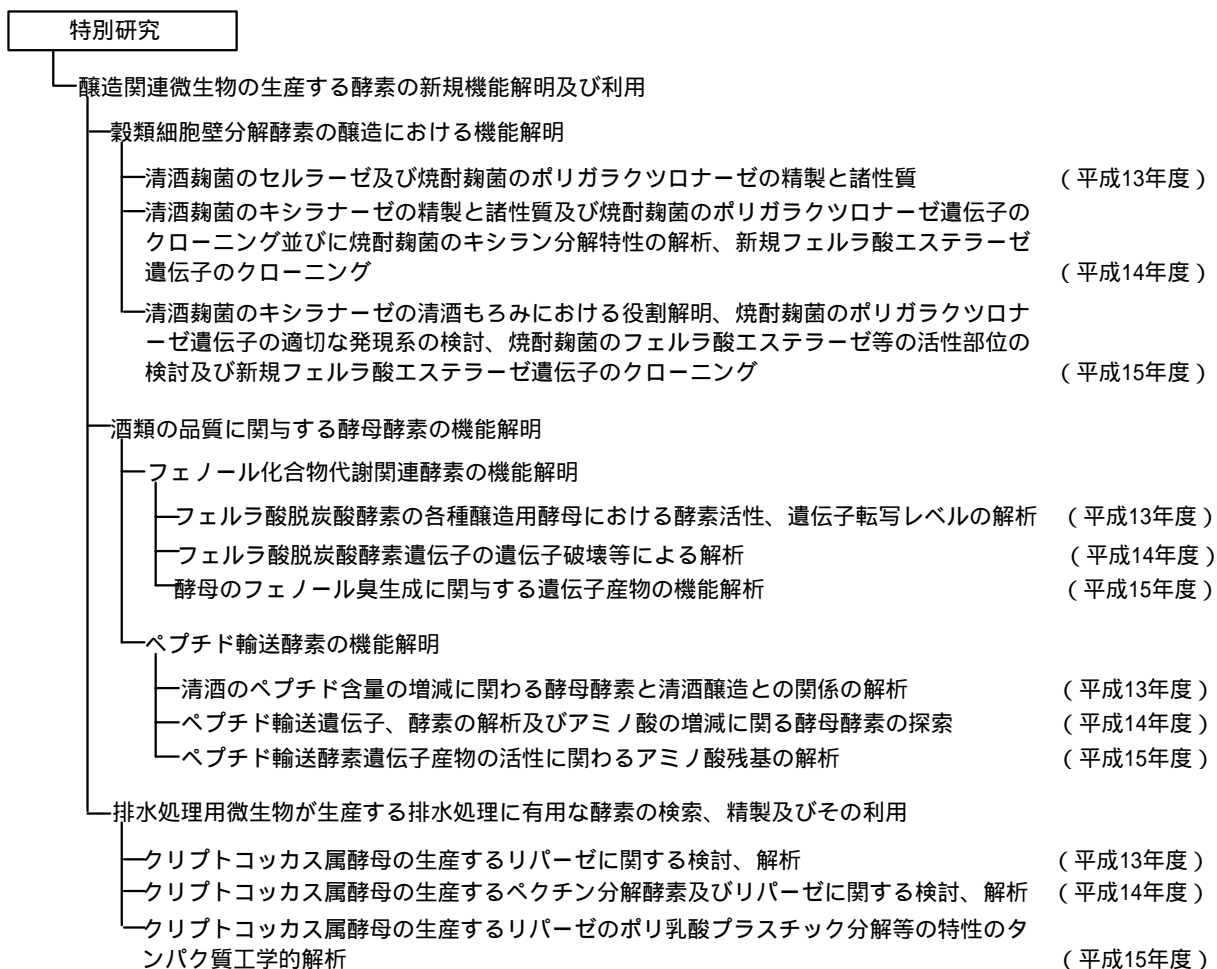 特別研究
醸造関連微生物の生産する酵素の新規機能解明及び利用
穀類細胞壁分解酵素の醸造における機能解明
清酒麹菌のセルラーゼ及び焼酎麹菌のポリガラクツロナーゼの精製と諸性質 (平成13年度)
清酒麹菌のキシラナーゼの精製と諸性質及び焼酎麹菌のポリガラクツロナーゼ遺伝子の
クローニング並びに焼酎麹菌のキシラン分解特性の解析、新規フェルラ酸エステラーゼ
遺伝子のクローニング (平成14年度)
清酒麹菌のキシラナーゼの清酒もろみにおける役割解明、焼酎麹菌のポリガラクツロナ
ーゼ遺伝子の適切な発現系の検討、焼酎麹菌のフェルラ酸エステラーゼ等の活性部位の
検討及び新規フェルラ酸エステラーゼ遺伝子のクローニング (平成15年度)
酒類の品質に関与する酵母酵素の機能解明
フェノール化合物代謝関連酵素の機能解明
フェルラ酸脱炭酸酵素の各種醸造用酵母における酵素活性、遺伝子転写レベルの解析 (平成13年度)
フェルラ酸脱炭酸酵素遺伝子の遺伝子破壊等による解析 (平成14年度)
酵母のフェノール臭生成に関与する遺伝子産物の機能解析 (平成15年度)
ペプチド輸送酵素の機能解明
清酒のペプチド含量の増減に関わる酵母酵素と清酒醸造との関係の解析 (平成13年度)
ペプチド輸送遺伝子、酵素の解析及びアミノ酸の増減に関る酵母酵素の探索 (平成14年度)
ペプチド輸送酵素遺伝子産物の活性に関わるアミノ酸残基の解析 (平成15年度)
排水処理用微生物が生産する排水処理に有用な酵素の検索、精製及びその利用
クリプトコッカス属酵母の生産するリパーゼに関する検討、解析 (平成13年度)
クリプトコッカス属酵母の生産するペクチン分解酵素及びリパーゼに関する検討、解析 (平成14年度)
クリプトコッカス属酵母の生産するリパーゼのポリ乳酸プラスチック分解等の特性のタ
ンパク質工学的解析 (平成15年度)